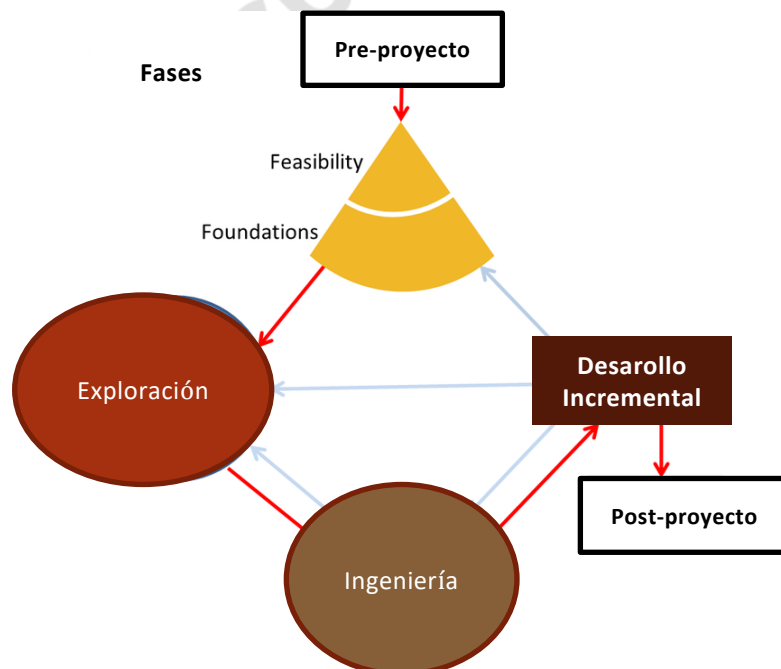 Pre-proyecto
Fases
Feasibility
Foundations
Exploración
Desarollo
Incremental
Post-proyecto
Ingeniería